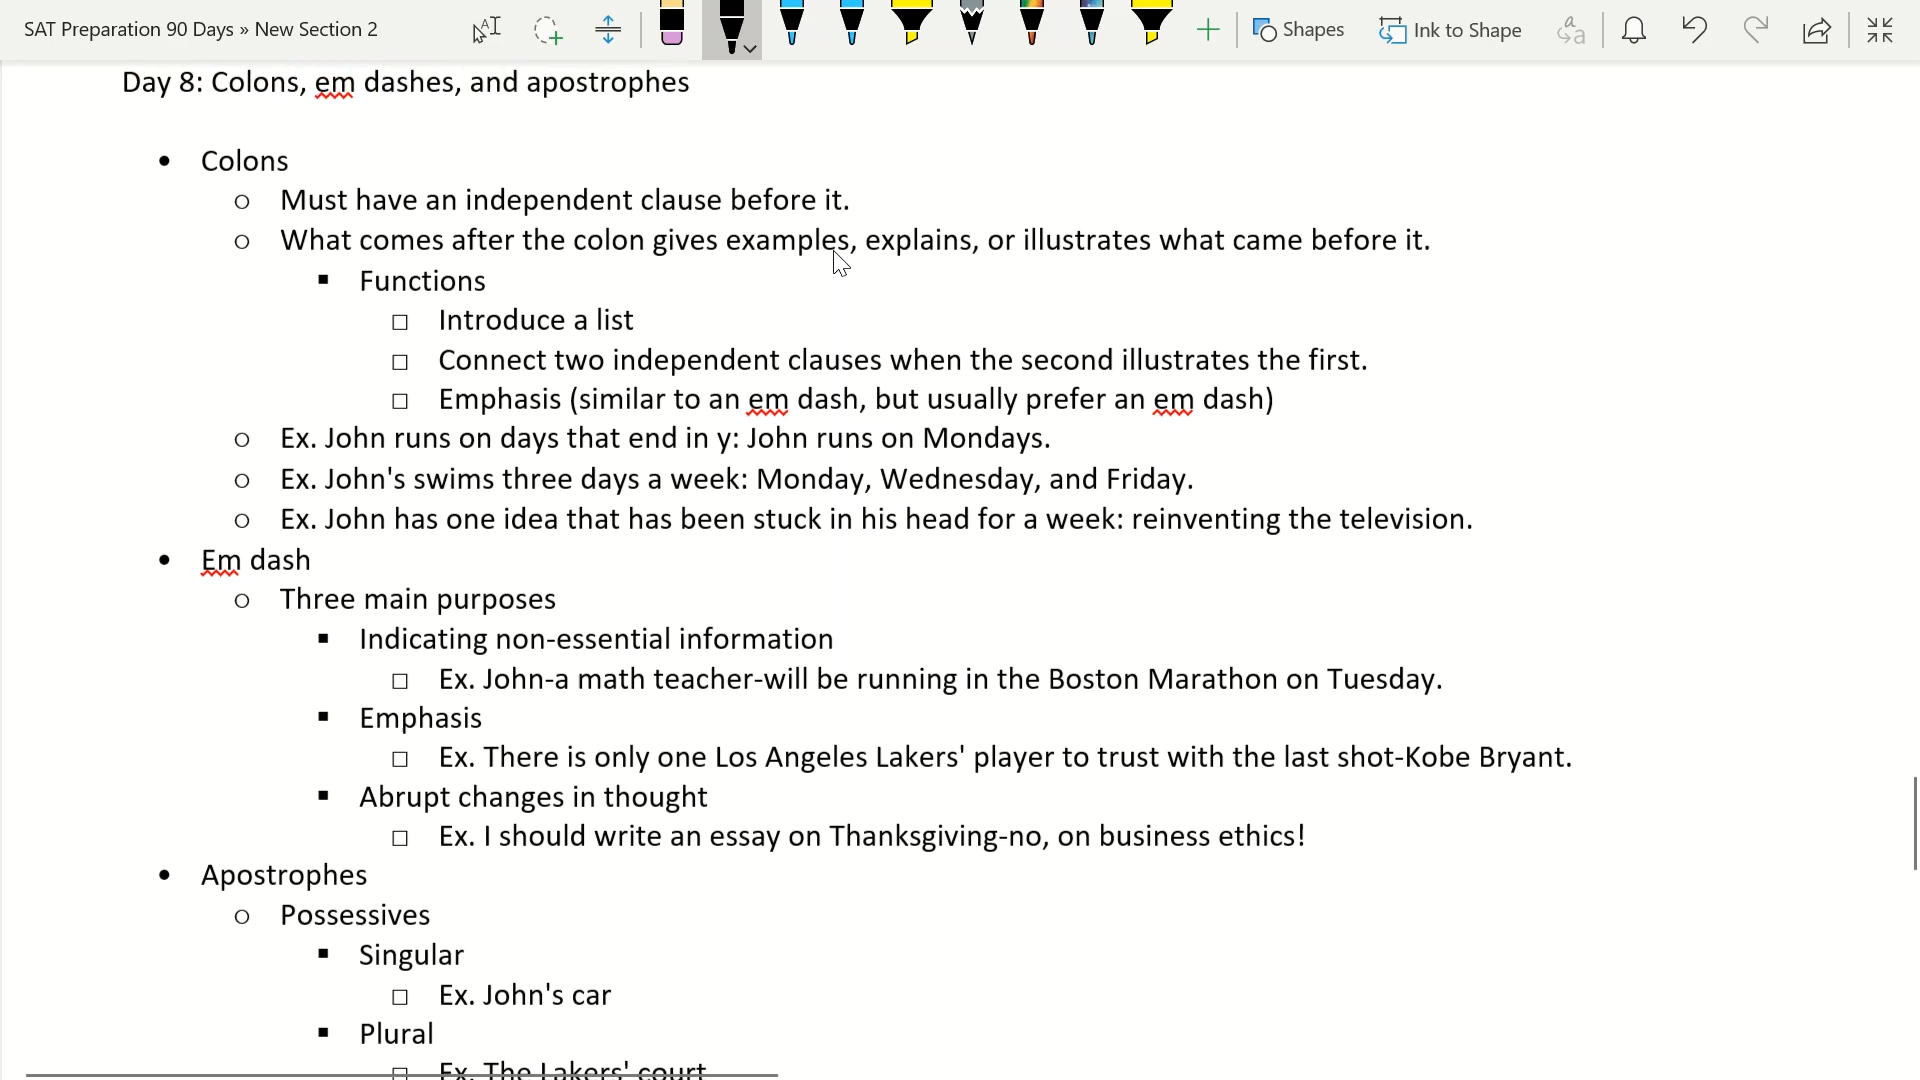 SAT Preparation 90 Days » New Section 2
Shapes
Ink to Shape
Day 8: Colons, em dashes, and apostrophes
• Colons
o Must have an independent clause before it.
o What comes after the colon gives examples, explains, or illustrates what came before it.
▪ Functions
□ Introduce a list
□ Connect two independent clauses when the second illustrates the first.
□ Emphasis (similar to an em dash, but usually prefer an em dash)
o Ex. John runs on days that end in y: John runs on Mondays.
o Ex. John's swims three days a week: Monday, Wednesday, and Friday.
o Ex. John has one idea that has been stuck in his head for a week: reinventing the television.
• Em dash
o Three main purposes
▪ Indicating non-essential information
□ Ex. John-a math teacher-will be running in the Boston Marathon on Tuesday.
▪ Emphasis
□ Ex. There is only one Los Angeles Lakers' player to trust with the last shot-Kobe Bryant.
▪ Abrupt changes in thought
□ Ex. I should write an essay on Thanksgiving-no, on business ethics!
• Apostrophes
o Possessives
▪ Singular
□ Ex. John's car
▪ Plural
□ Ex. The Lakers' court